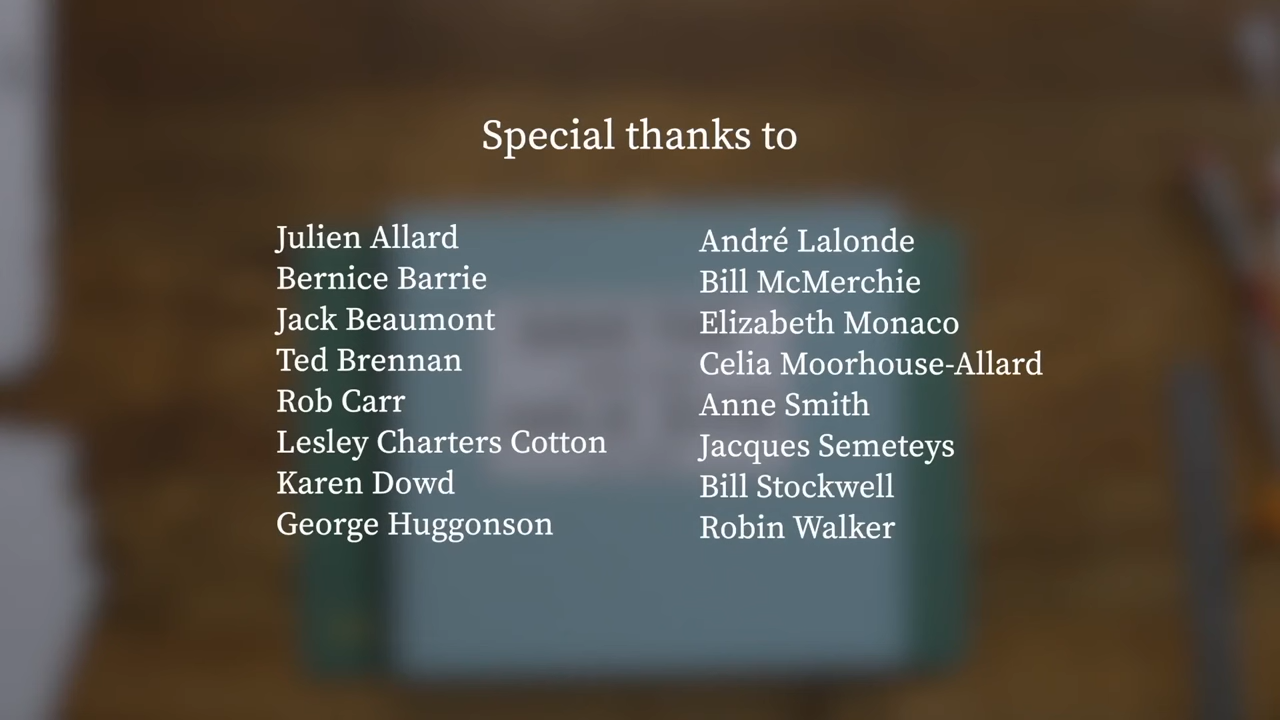 Special thanks to
Julien Allard
Bernice Barrie
Jack Beaumont
Ted Brennan
Rob Carr
Lesley Charters Cotton
Karen Dowd
George Huggonson
André Lalonde
Bill McMerchie
Elizabeth Monaco
Celia Moorhouse-Allard
Anne Smith
Jacques Semeteys
Bill Stockwell
Robin Walker